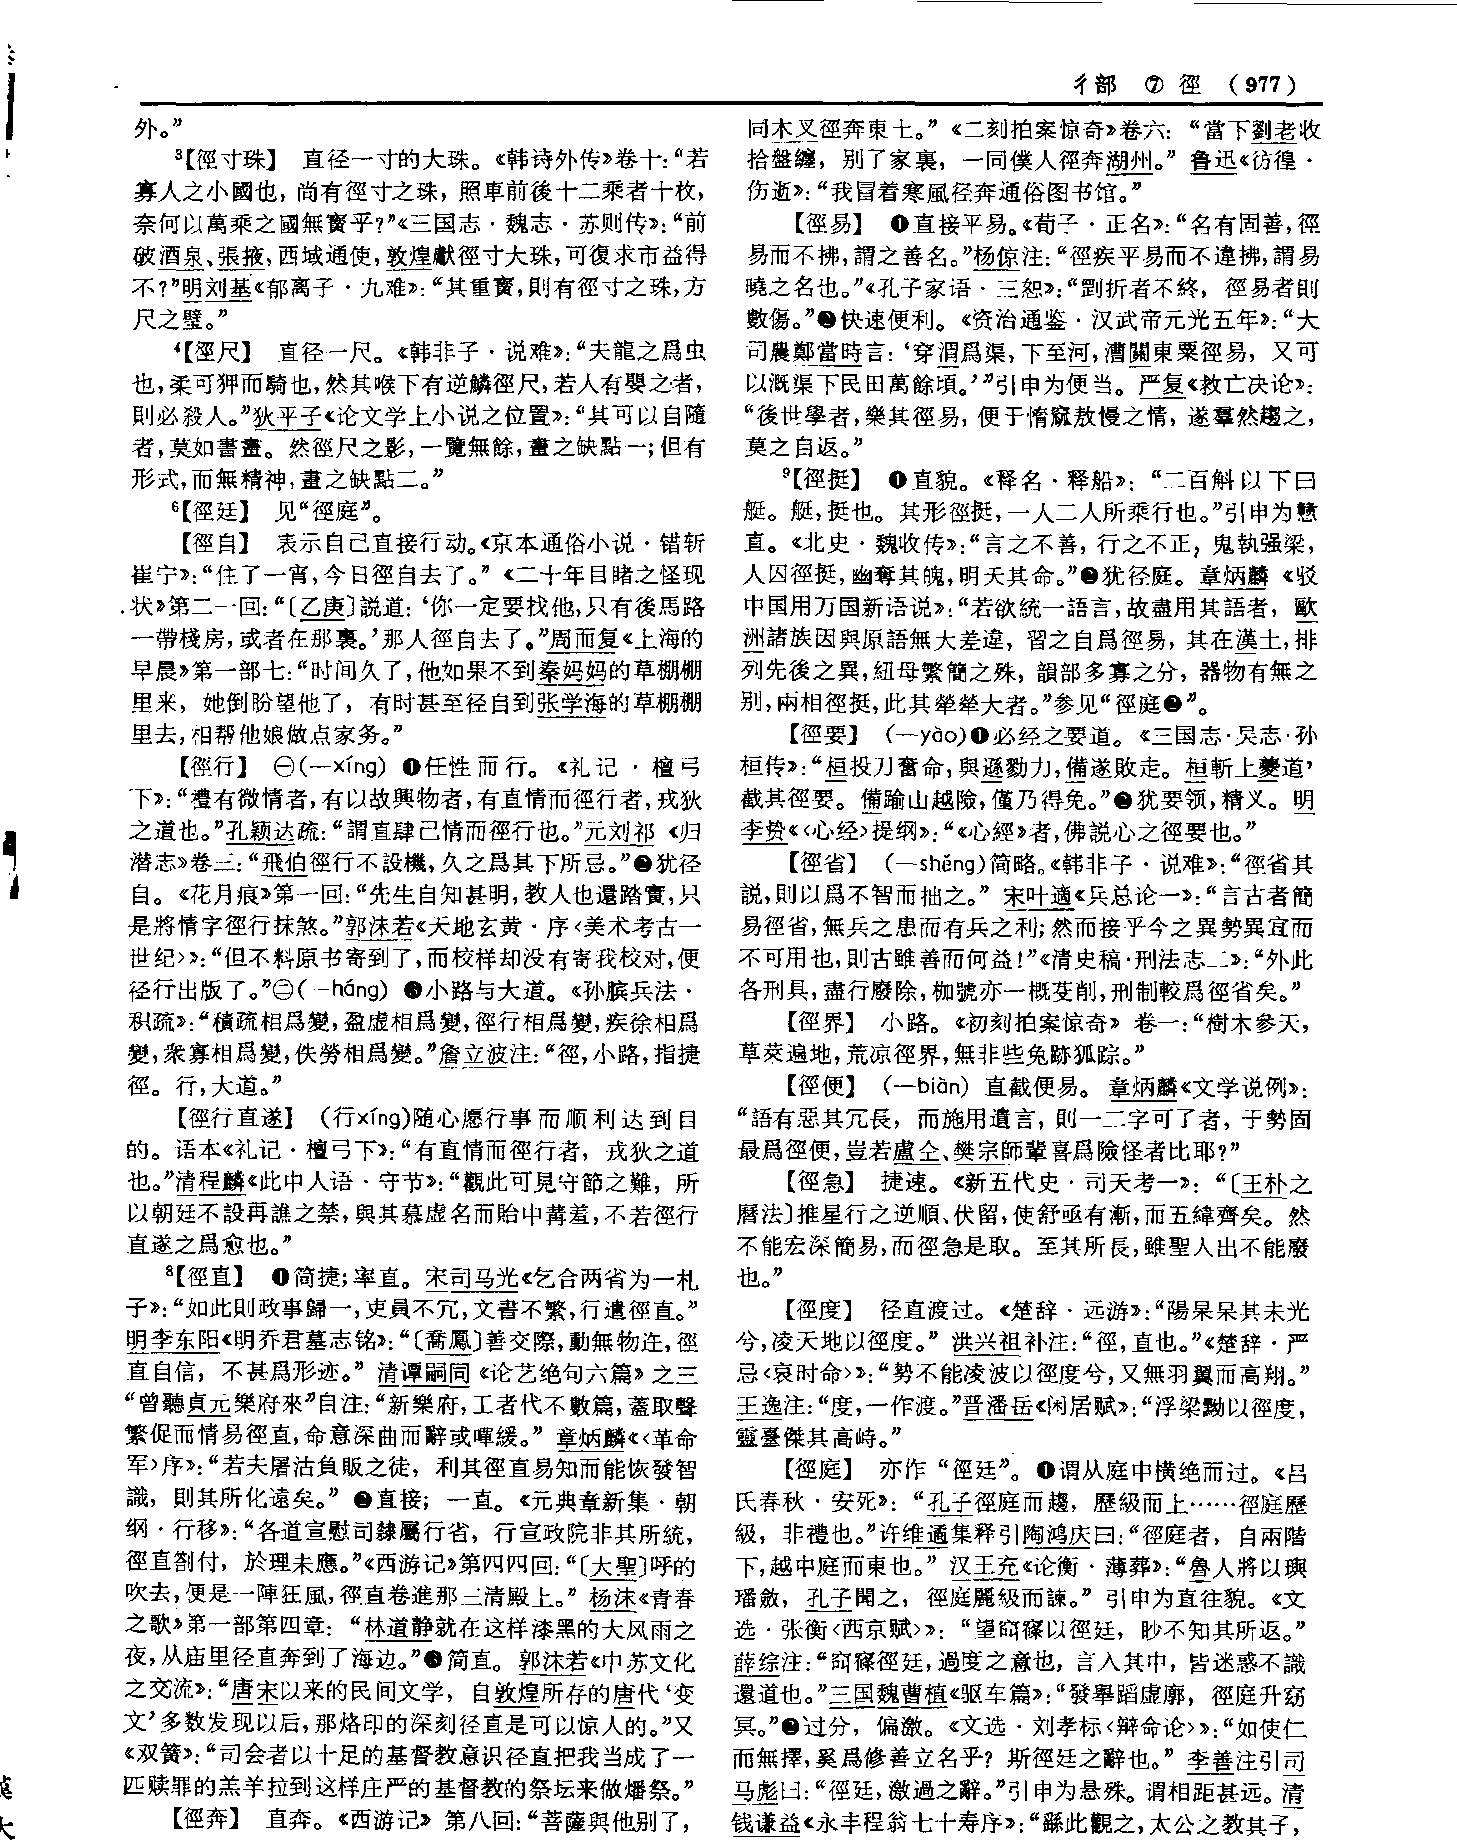 彳部 ⑦ 徑 （977）
外。”
³【徑寸珠】 直径一寸的大珠。《韩诗外传》卷十：“若
寡人之小國也，尚有徑寸之珠，照車前後十二乘者十枚，
奈何以萬乘之國無寳乎？”《三国志·魏志·苏则传》：“前
破酒泉、張掖，西域通使，敦煌獻徑寸大珠，可復求市益得
不？”明刘基《郁离子·九难》：“其重寳，則有徑寸之珠，方
尺之璧。”
⁴【徑尺】 直径一尺。《韩非子·说难》：“夫龍之爲虫
也，柔可狎而騎也，然其喉下有逆鱗徑尺，若人有嬰之者，
則必殺人。”狄平子《论文学上小说之位置》：“其可以自隨
者，莫如書畫。然徑尺之影，一覽無餘，畫之缺點一；但有
形式，而無精神，畫之缺點二。”
⁶【徑廷】 见“徑庭”。
【徑自】 表示自己直接行动。《京本通俗小说·错斩
崔宁》：“住了一宵，今日徑自去了。”《二十年目睹之怪现
状》第二一回：“〔乙庚〕説道：‘你一定要找他，只有後馬路
一帶棧房，或者在那裏。’那人徑自去了。”周而复《上海的
早晨》第一部七：“时间久了，他如果不到秦妈妈的草棚棚
里来，她倒盼望他了，有时甚至径自到张学海的草棚棚
里去，相帮他娘做点家务。”
【徑行】 ㊀(—xíng) ❶任性而行。《礼记·檀弓
下》：“禮有微情者，有以故興物者，有直情而徑行者，戎狄
之道也。”孔颖达疏：“謂直肆己情而徑行也。”元刘祁《归
潜志》卷三：“飛伯徑行不設機，久之爲其下所忌。”❷犹径
自。《花月痕》第一回：“先生自知甚明，教人也還踏實，只
是將情字徑行抹煞。”郭沫若《天地玄黄·序〈美术考古一
世纪〉》：“但不料原书寄到了，而校样却没有寄我校对，便
径行出版了。”㊁(—háng) ❸小路与大道。《孙膑兵法·
积疏》：“積疏相爲變，盈虚相爲變，徑行相爲變，疾徐相爲
變，衆寡相爲變，佚勞相爲變。”詹立波注：“徑，小路，指捷
徑。行，大道。”
【徑行直遂】 (行xíng)随心愿行事而顺利达到目
的。语本《礼记·檀弓下》：“有直情而徑行者，戎狄之道
也。”清程麟《此中人语·守节》：“觀此可見守節之難，所
以朝廷不設再譙之禁，與其慕虚名而貽中冓羞，不若徑行
直遂之爲愈也。”
⁸【徑直】 ❶简捷；率直。宋司马光《乞合两省为一札
子》：“如此則政事歸一，吏員不冗，文書不繁，行遣徑直。”
明李东阳《明乔君墓志铭》：“〔喬鳳〕善交際，動無物迕，徑
直自信，不甚爲形迹。”清谭嗣同《论艺绝句六篇》之三
“曾聽貞元樂府來”自注：“新樂府，工者代不數篇，蓋取聲
繁促而情易徑直，命意深曲而辭或嘽緩。”章炳麟《〈革命
军〉序》：“若夫屠沽負販之徒，利其徑直易知而能恢發智
識，則其所化遠矣。”❷直接；一直。《元典章新集·朝
纲·行移》：“各道宣慰司隸屬行省，行宣政院非其所統，
徑直劄付，於理未應。”《西游记》第四四回：“〔大聖〕呼的
吹去，便是一陣狂風，徑直卷進那三清殿上。”杨沫《青春
之歌》第一部第四章：“林道静就在这样漆黑的大风雨之
夜，从庙里径直奔到了海边。”❸简直。郭沫若《中苏文化
之交流》：“唐宋以来的民间文学，自敦煌所存的唐代‘变
文’多数发现以后，那烙印的深刻径直是可以惊人的。”又
《双簧》：“司会者以十足的基督教意识径直把我当成了一
匹赎罪的羔羊拉到这样庄严的基督教的祭坛来做燔祭。”
【徑奔】 直奔。《西游记》第八回：“菩薩與他别了，
同木叉徑奔東土。”《二刻拍案惊奇》卷六：“當下劉老收
拾盤纏，别了家裏，一同僕人徑奔湖州。”鲁迅《彷徨·
伤逝》：“我冒着寒風径奔通俗图书馆。”
【徑易】 ❶直接平易。《荀子·正名》：“名有固善，徑
易而不拂，謂之善名。”杨倞注：“徑疾平易而不違拂，謂易
曉之名也。”《孔子家语·三恕》：“剴折者不終，徑易者則
數傷。”❷快速便利。《资治通鉴·汉武帝元光五年》：“大
司農鄭當時言：‘穿渭爲渠，下至河，漕關東粟徑易，又可
以溉渠下民田萬餘頃。’”引申为便当。严复《救亡决论》：
“後世學者，樂其徑易，便于惰窳敖慢之情，遂羣然趨之，
莫之自返。”
⁹【徑挺】 ❶直貌。《释名·释船》：“二百斛以下曰
艇。艇，挺也。其形徑挺，一人二人所乘行也。”引申为戆
直。《北史·魏收传》：“言之不善，行之不正，鬼執强梁，
人囚徑挺，幽奪其魄，明夭其命。”❷犹径庭。章炳麟《驳
中国用万国新语说》：“若欲統一語言，故盡用其語者，歐
洲諸族因與原語無大差違，習之自爲徑易，其在漢土，排
列先後之異，紐母繁簡之殊，韻部多寡之分，器物有無之
别，兩相徑挺，此其犖犖大者。”参见“徑庭❷”。
【徑要】 (—yào)❶必经之要道。《三国志·吴志·孙
桓传》：“桓投刀奮命，與遜勠力，備遂敗走。桓斬上夔道，
截其徑要。備踰山越險，僅乃得免。”❷犹要领，精义。明
李贽《〈心经〉提纲》：“《心經》者，佛説心之徑要也。”
【徑省】 (—shěng)简略。《韩非子·说难》：“徑省其
説，則以爲不智而拙之。”宋叶適《兵总论一》：“言古者簡
易徑省，無兵之患而有兵之利；然而接乎今之異勢異宜而
不可用也，則古雖善而何益！”《清史稿·刑法志二》：“外此
各刑具，盡行廢除，枷號亦一概芟削，刑制較爲徑省矣。”
【徑界】 小路。《初刻拍案惊奇》卷一：“樹木參天，
草萊遍地，荒凉徑界，無非些兔跡狐踪。”
【徑便】 (—biàn) 直截便易。章炳麟《文学说例》：
“語有惡其冗長，而施用遺言，則一二字可了者，于勢固
最爲徑便，豈若盧仝、樊宗師輩喜爲險怪者比耶？”
【徑急】 捷速。《新五代史·司天考一》：“〔王朴之
曆法〕推星行之逆順、伏留，使舒亟有漸，而五緯齊矣。然
不能宏深簡易，而徑急是取。至其所長，雖聖人出不能廢
也。”
【徑度】 径直渡过。《楚辞·远游》：“陽杲杲其未光
兮，凌天地以徑度。”洪兴祖补注：“徑，直也。”《楚辞·严
忌〈哀时命〉》：“勢不能凌波以徑度兮，又無羽翼而高翔。”
王逸注：“度，一作渡。”晋潘岳《闲居赋》：“浮梁黝以徑度，
靈臺傑其高峙。”
【徑庭】 亦作“徑廷”。❶谓从庭中横绝而过。《吕
氏春秋·安死》：“孔子徑庭而趨，歷級而上……徑庭歷
級，非禮也。”许维遹集释引陶鸿庆曰：“徑庭者，自兩階
下，越中庭而東也。”汉王充《论衡·薄葬》：“魯人將以璵
璠斂，孔子聞之，徑庭麗級而諫。”引申为直往貌。《文
选·张衡〈西京赋〉》：“望㕟窱以徑廷，眇不知其所返。”
薛综注：“㕟窱徑廷，過度之意也，言入其中，皆迷惑不識
還道也。”三国魏曹植《驱车篇》：“發舉蹈虚廓，徑庭升窈
冥。”❷过分，偏激。《文选·刘孝标〈辩命论〉》：“如使仁
而無擇，奚爲修善立名乎？斯徑廷之辭也。”李善注引司
马彪曰：“徑廷，激過之辭。”引申为悬殊。谓相距甚远。清
钱谦益《永丰程翁七十寿序》：“繇此觀之，太公之教其子，